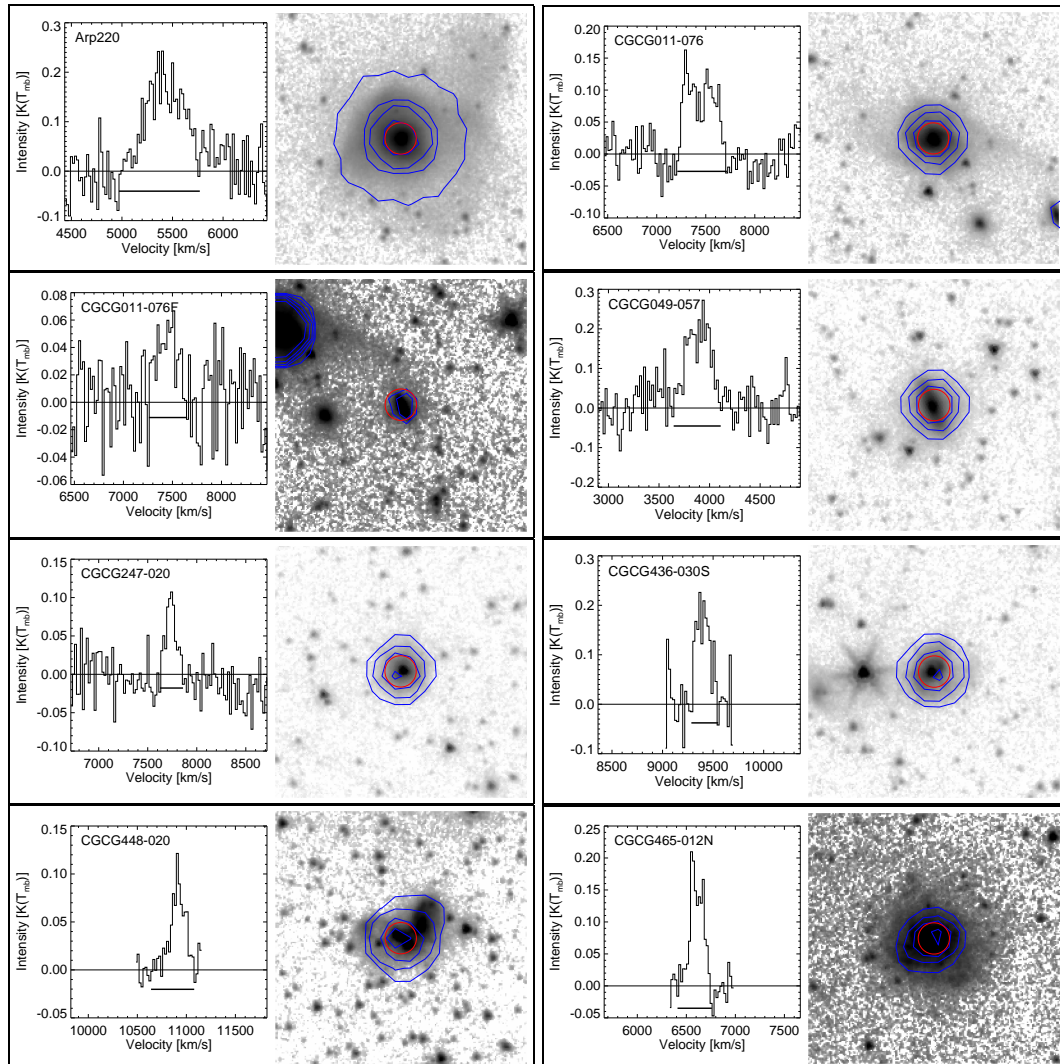 Arp220
Intensity [K(Tmb)]
0.3
0.2
0.1
0.0
-0.1
4500 5000 5500 6000
Velocity [km/s]
CGCG011-076
Intensity [K(Tmb)]
0.20
0.15
0.10
0.05
0.00
-0.05
-0.10
6500 7000 7500 8000
Velocity [km/s]
CGCG011-076E
Intensity [K(Tmb)]
0.08
0.06
0.04
0.02
0.00
-0.02
-0.04
-0.06
6500 7000 7500 8000
Velocity [km/s]
CGCG049-057
Intensity [K(Tmb)]
0.3
0.2
0.1
0.0
-0.1
-0.2
3000 3500 4000 4500
Velocity [km/s]
CGCG247-020
Intensity [K(Tmb)]
0.15
0.10
0.05
0.00
-0.05
-0.10
7000 7500 8000 8500
Velocity [km/s]
CGCG436-030S
Intensity [K(Tmb)]
0.3
0.2
0.1
0.0
-0.1
8500 9000 9500 10000
Velocity [km/s]
CGCG448-020
Intensity [K(Tmb)]
0.15
0.10
0.05
0.00
-0.05
10000 10500 11000 11500
Velocity [km/s]
CGCG465-012N
Intensity [K(Tmb)]
0.25
0.20
0.15
0.10
0.05
0.00
-0.05
6000 6500 7000 7500
Velocity [km/s]